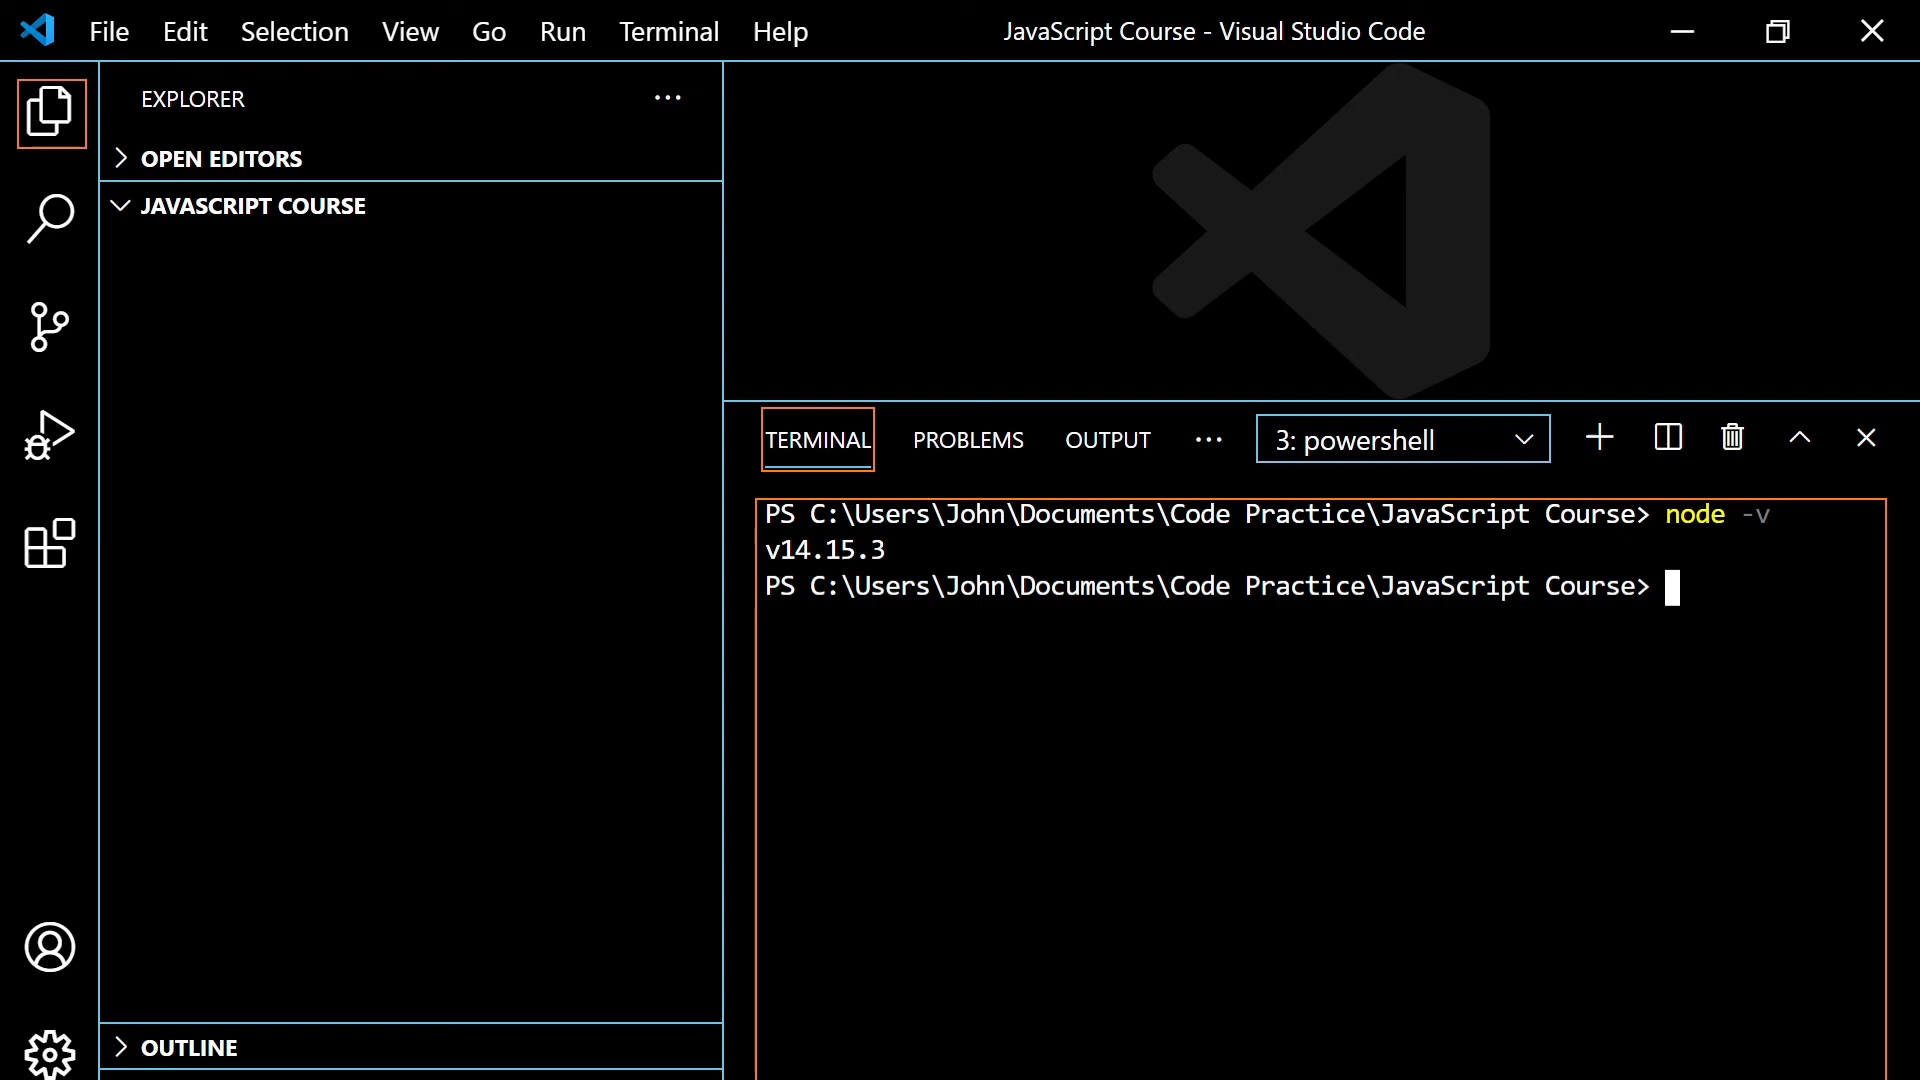 File Edit Selection View Go Run Terminal Help JavaScript Course - Visual Studio Code
EXPLORER
OPEN EDITORS
JAVASCRIPT COURSE
TERMINAL PROBLEMS OUTPUT 3: powershell
PS C:\Users\John\Documents\Code Practice\JavaScript Course> node -v
v14.15.3
PS C:\Users\John\Documents\Code Practice\JavaScript Course>
OUTLINE